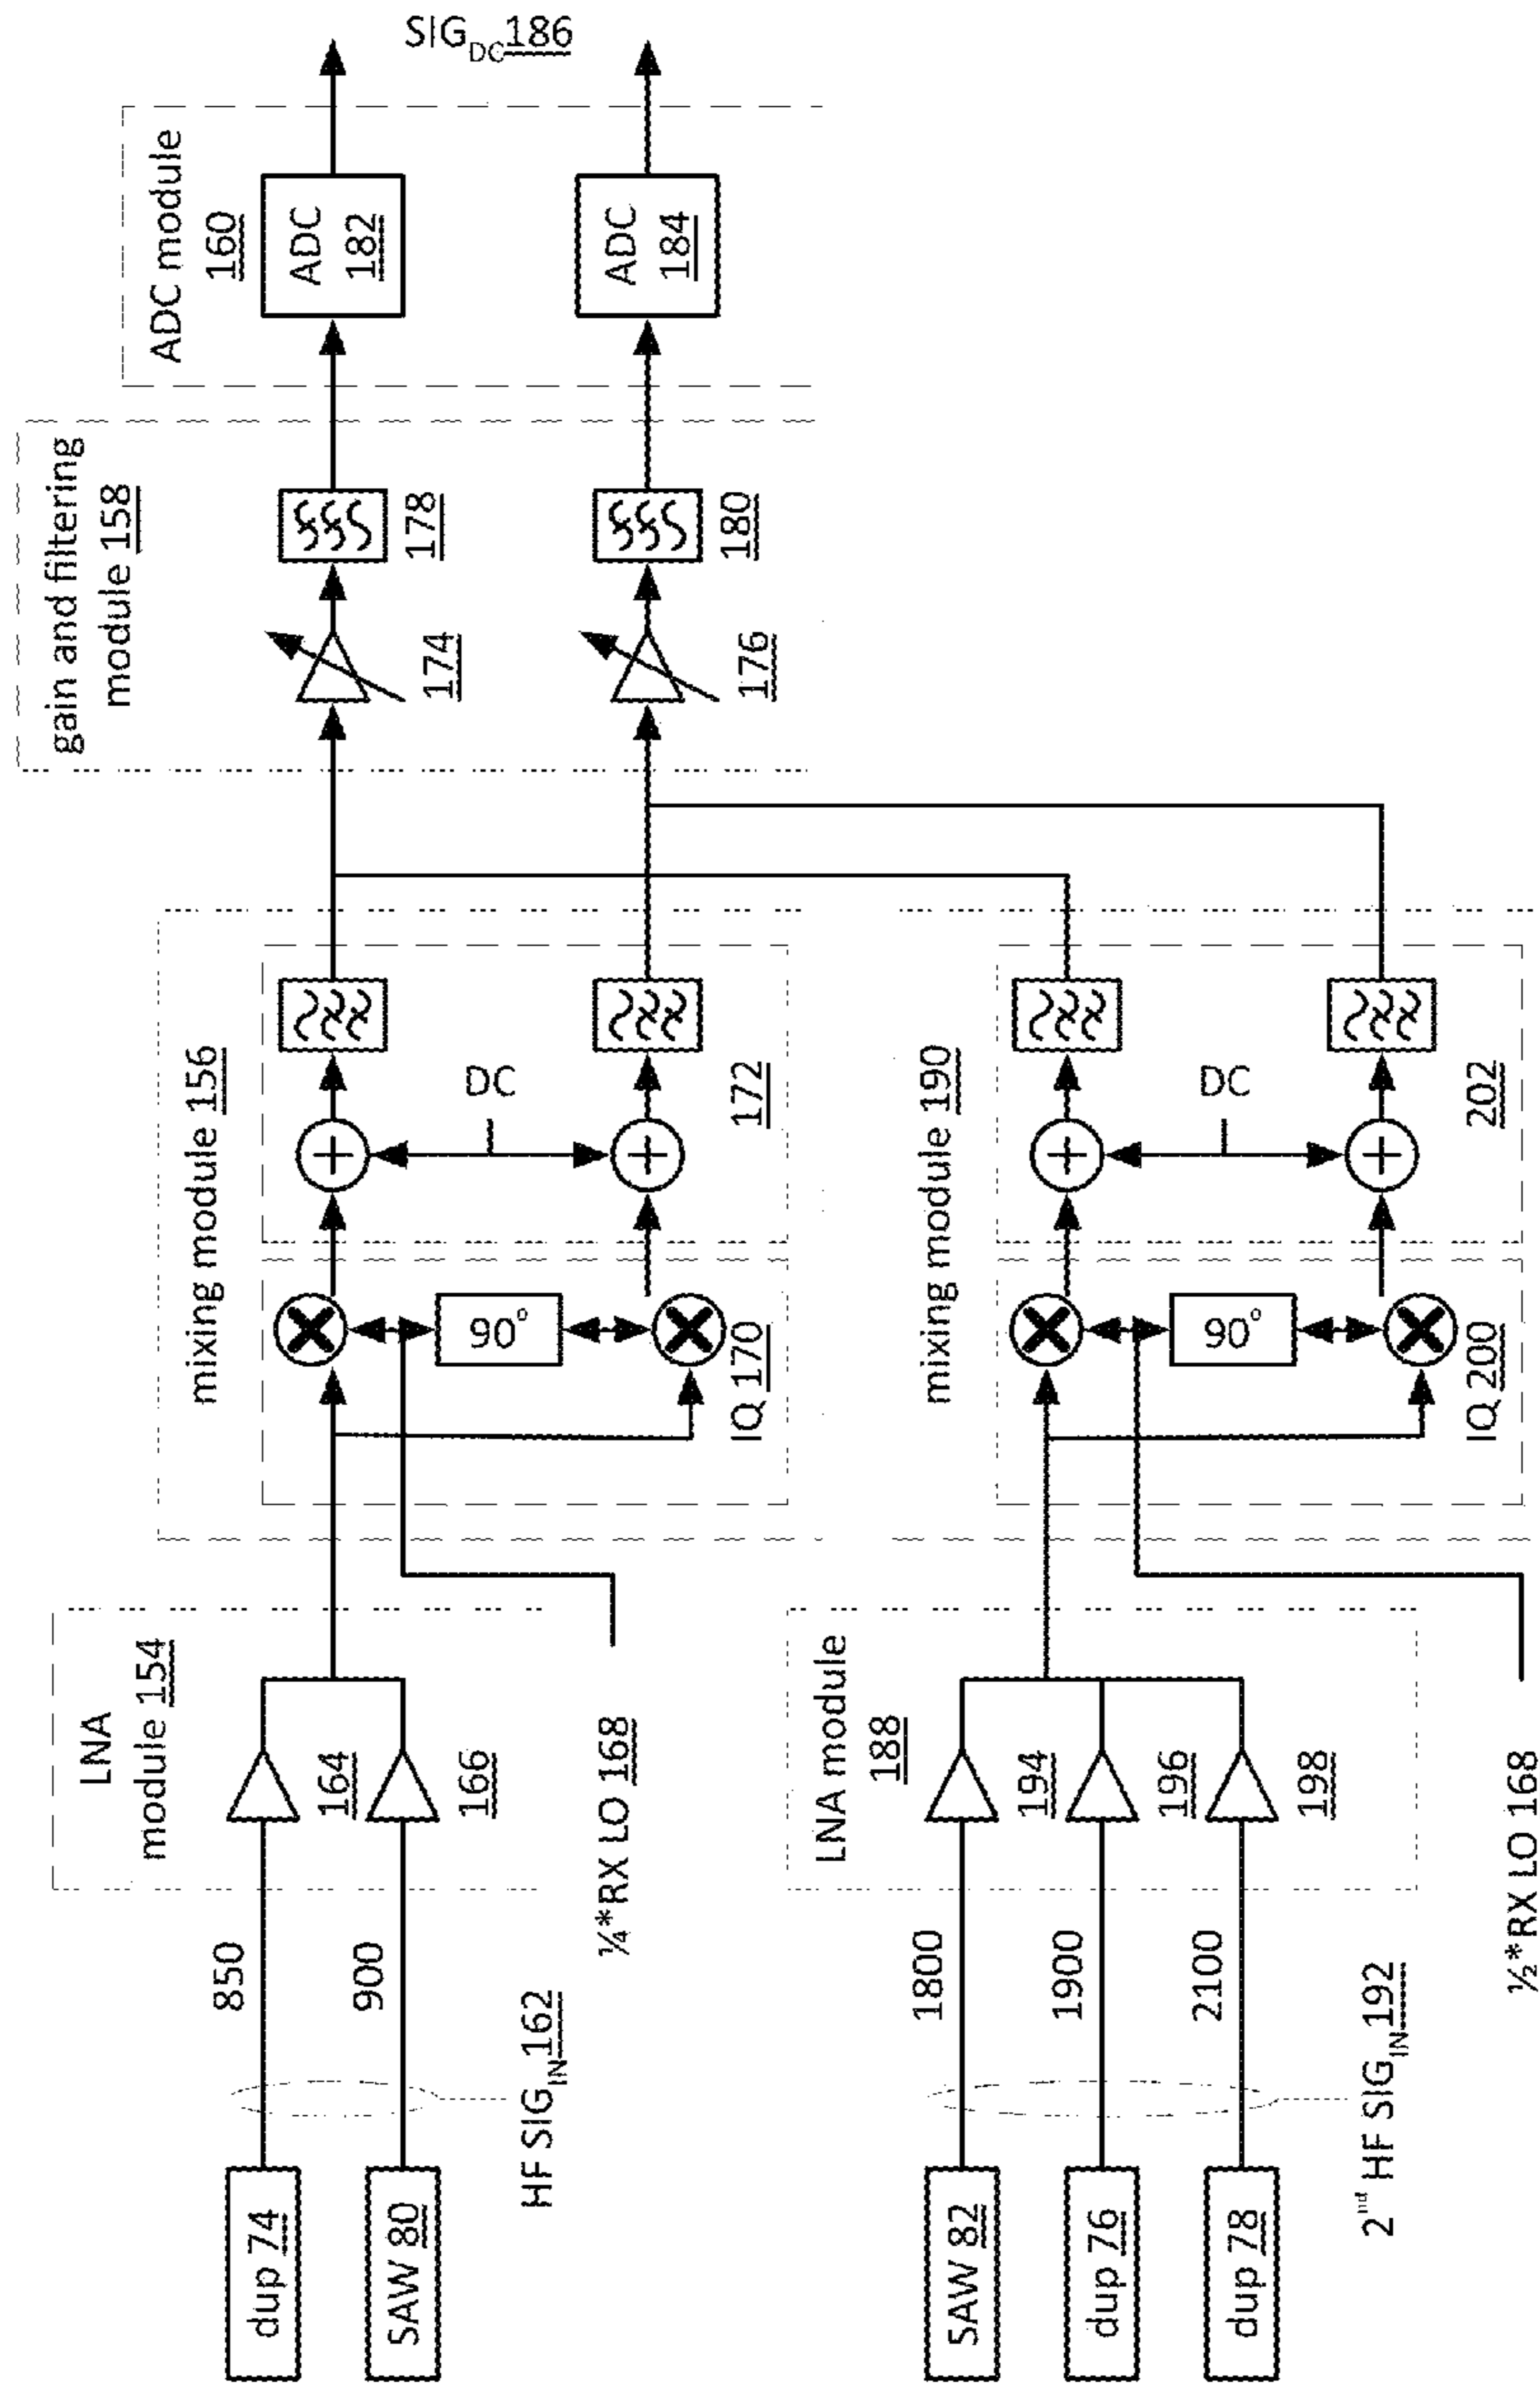 dup 74
850
SAW 80
900
HF SIG_IN 162
LNA
module 154
164
166
¼*RX LO 168
mixing module 156
90°
IQ 170
DC
172
gain and filtering
module 158
174
178
176
180
ADC module
160
ADC
182
ADC
184
SIG_DC 186
SAW 82
1800
dup 76
1900
dup 78
2100
2nd HF SIG_IN 192
LNA module
188
194
196
198
½*RX LO 168
mixing module 190
90°
IQ 200
DC
202